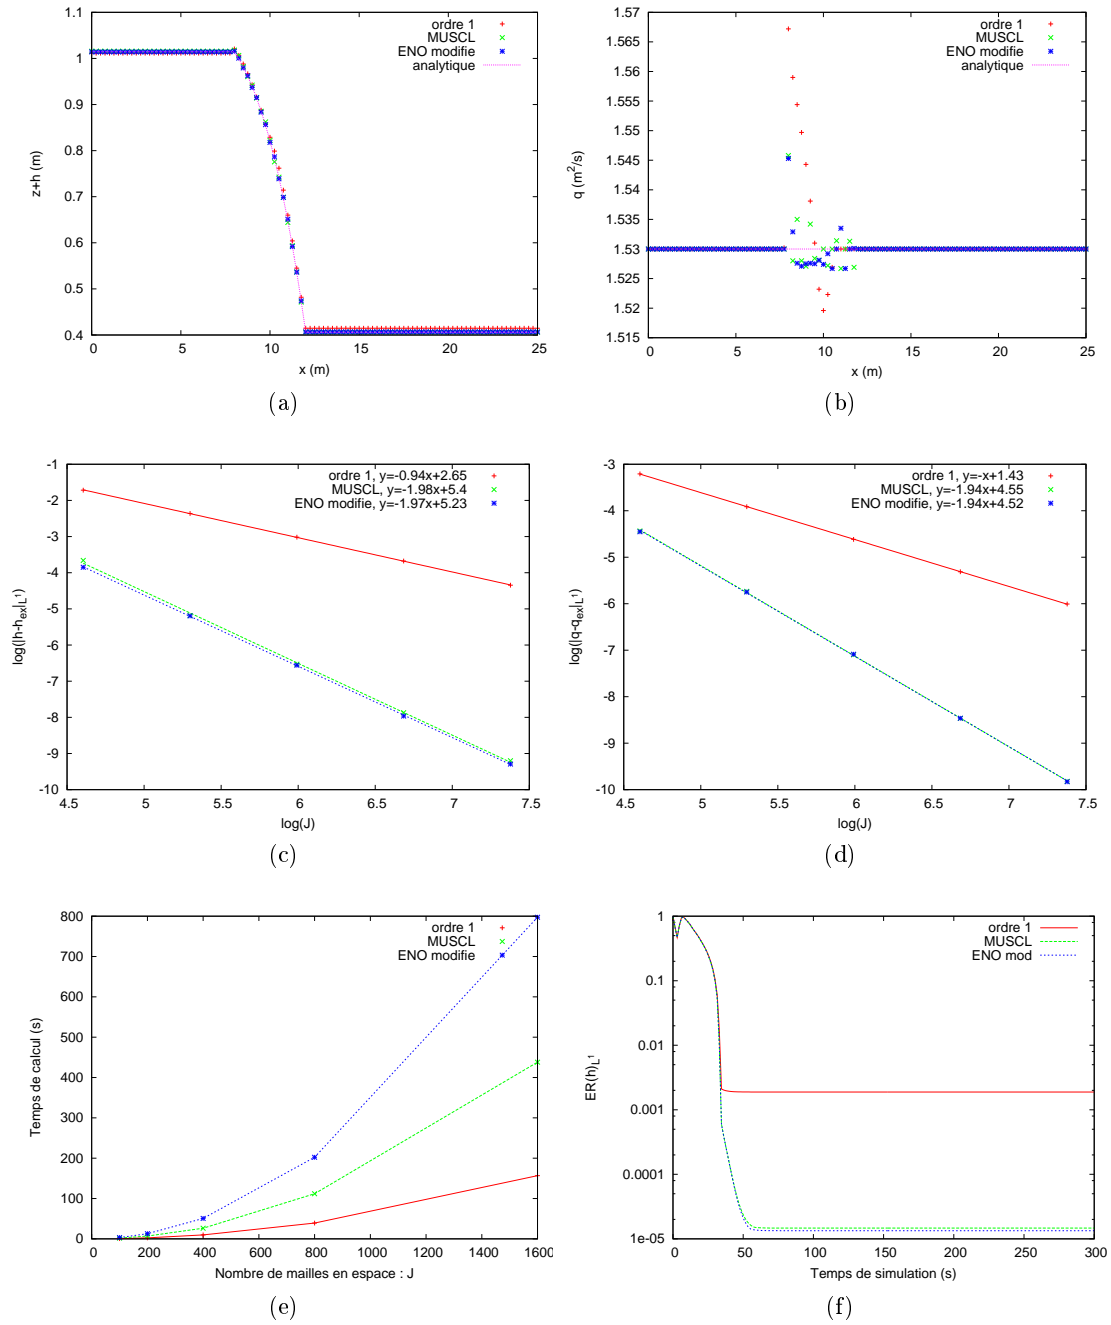 1.1
1
0.9
0.8
0.7
0.6
0.5
0.4
0 5 10 15 20 25
z+h (m)
x (m)
ordre 1
MUSCL
ENO modifie
analytique
(a)
1.57
1.565
1.56
1.555
1.55
1.545
1.54
1.535
1.53
1.525
1.52
1.515
0 5 10 15 20 25
q (m²/s)
x (m)
ordre 1
MUSCL
ENO modifie
analytique
(b)
-1
-2
-3
-4
-5
-6
-7
-8
-9
-10
4.5 5 5.5 6 6.5 7 7.5
log(|h-h_ex|_L¹)
log(J)
ordre 1, y=-0.94x+2.65
MUSCL, y=-1.98x+5.4
ENO modifie, y=-1.97x+5.23
(c)
-3
-4
-5
-6
-7
-8
-9
-10
4.5 5 5.5 6 6.5 7 7.5
log(|q-q_ex|_L¹)
log(J)
ordre 1, y=-x+1.43
MUSCL, y=-1.94x+4.55
ENO modifie, y=-1.94x+4.52
(d)
800
700
600
500
400
300
200
100
0
0 200 400 600 800 1000 1200 1400 1600
Temps de calcul (s)
Nombre de mailles en espace : J
ordre 1
MUSCL
ENO modifie
(e)
1
0.1
0.01
0.001
0.0001
1e-05
0 50 100 150 200 250 300
ER(h)_L¹
Temps de simulation (s)
ordre 1
MUSCL
ENO mod
(f)